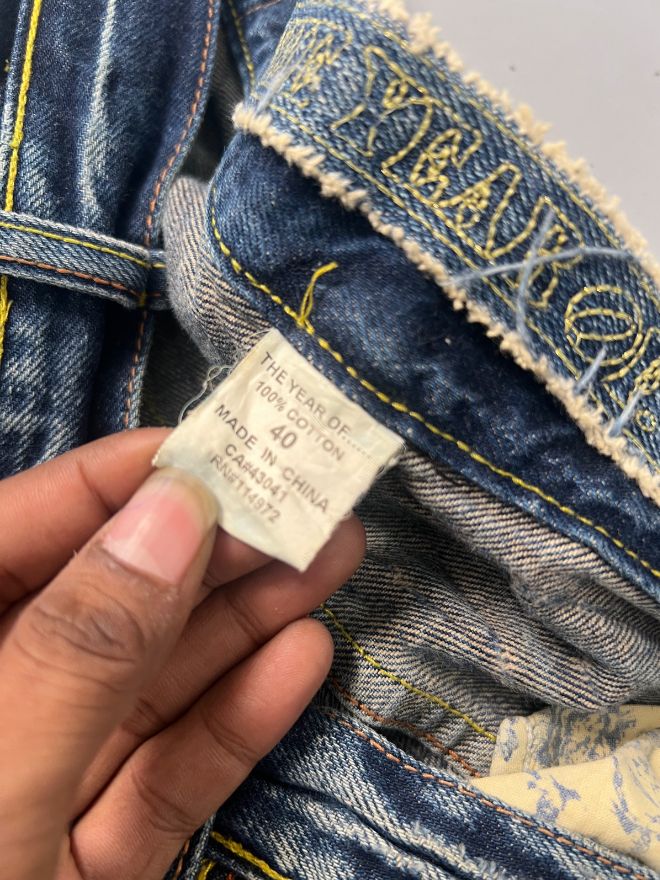 THE YEAR OF......
100% COTTON
40
MADE IN CHINA
CA#43041
RN#114972